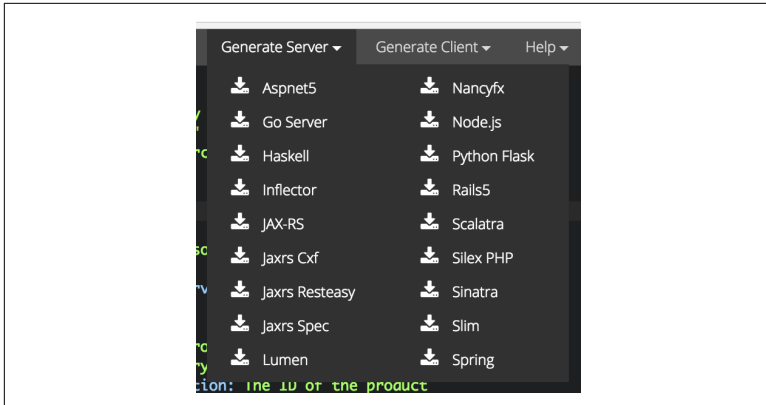 Generate Server Generate Client Help
Aspnet5 Nancyfx
Go Server Node.js
Haskell Python Flask
Inflector Rails5
JAX-RS Scalatra
Jaxrs Cxf Silex PHP
Jaxrs Resteasy Sinatra
Jaxrs Spec Slim
Lumen Spring
tion: The ID of the product